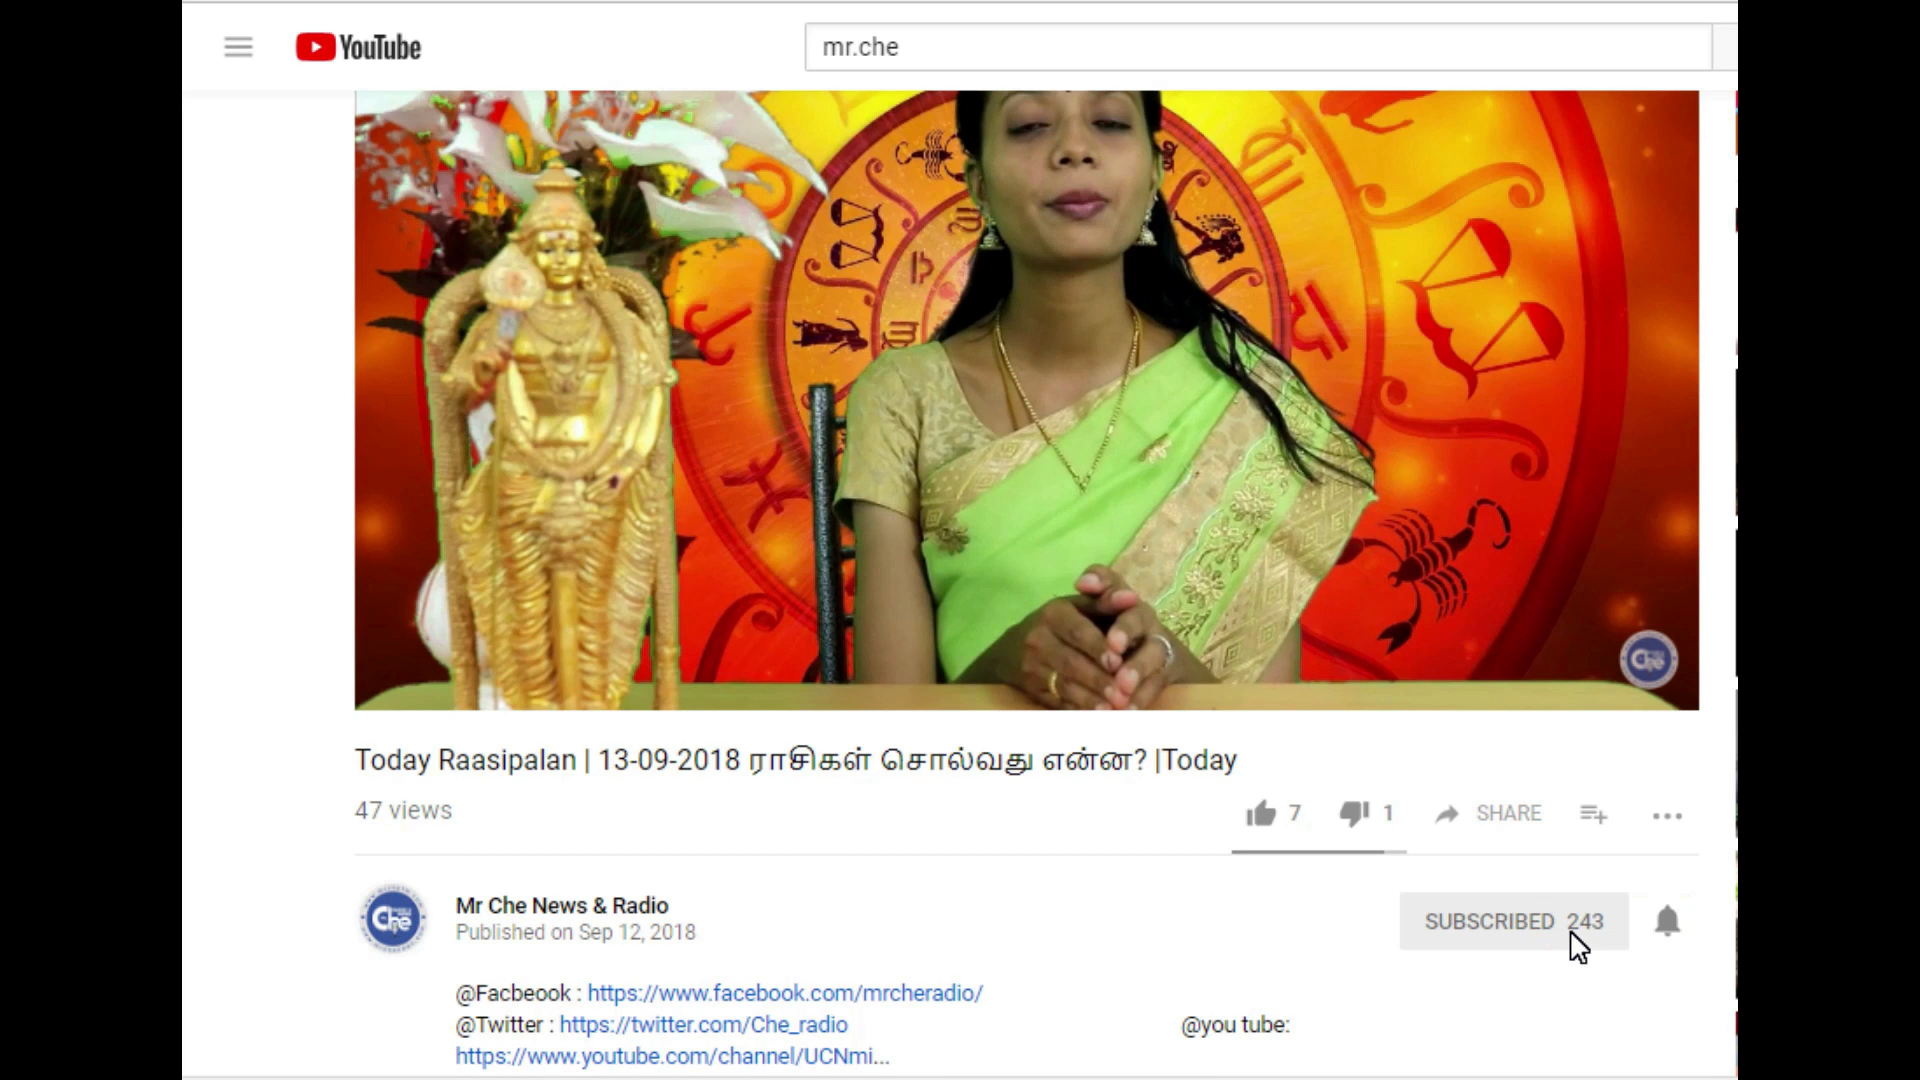 YouTube
mr.che
Che
Today Raasipalan | 13-09-2018 ராசிகள் சொல்வது என்ன? |Today
47 views
7 1 SHARE
Che
Mr Che News & Radio
Published on Sep 12, 2018
SUBSCRIBED 243
@Facbeook : https://www.facebook.com/mrcheradio/
@Twitter : https://twitter.com/Che_radio @you tube:
https://www.youtube.com/channel/UCNmi...